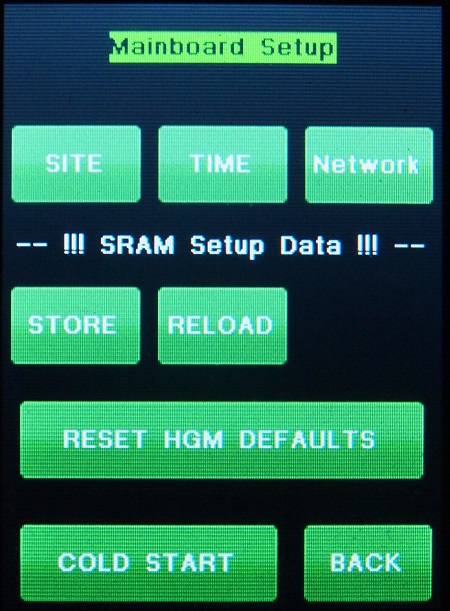 Mainboard Setup
SITE TIME Network
-- !!! SRAM Setup Data !!! --
STORE RELOAD
RESET HGM DEFAULTS
COLD START BACK